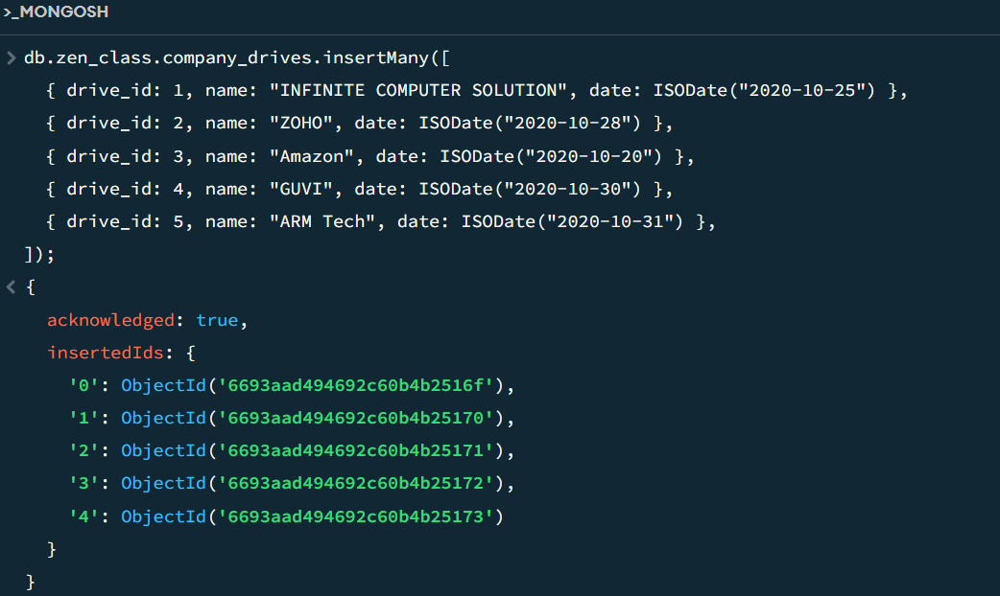 >_MONGOSH
> db.zen_class.company_drives.insertMany([
{ drive_id: 1, name: "INFINITE COMPUTER SOLUTION", date: ISODate("2020-10-25") },
{ drive_id: 2, name: "ZOHO", date: ISODate("2020-10-28") },
{ drive_id: 3, name: "Amazon", date: ISODate("2020-10-20") },
{ drive_id: 4, name: "GUVI", date: ISODate("2020-10-30") },
{ drive_id: 5, name: "ARM Tech", date: ISODate("2020-10-31") },
]);
< {
acknowledged: true,
insertedIds: {
'0': ObjectId('6693aad494692c60b4b2516f'),
'1': ObjectId('6693aad494692c60b4b25170'),
'2': ObjectId('6693aad494692c60b4b25171'),
'3': ObjectId('6693aad494692c60b4b25172'),
'4': ObjectId('6693aad494692c60b4b25173')
}
}